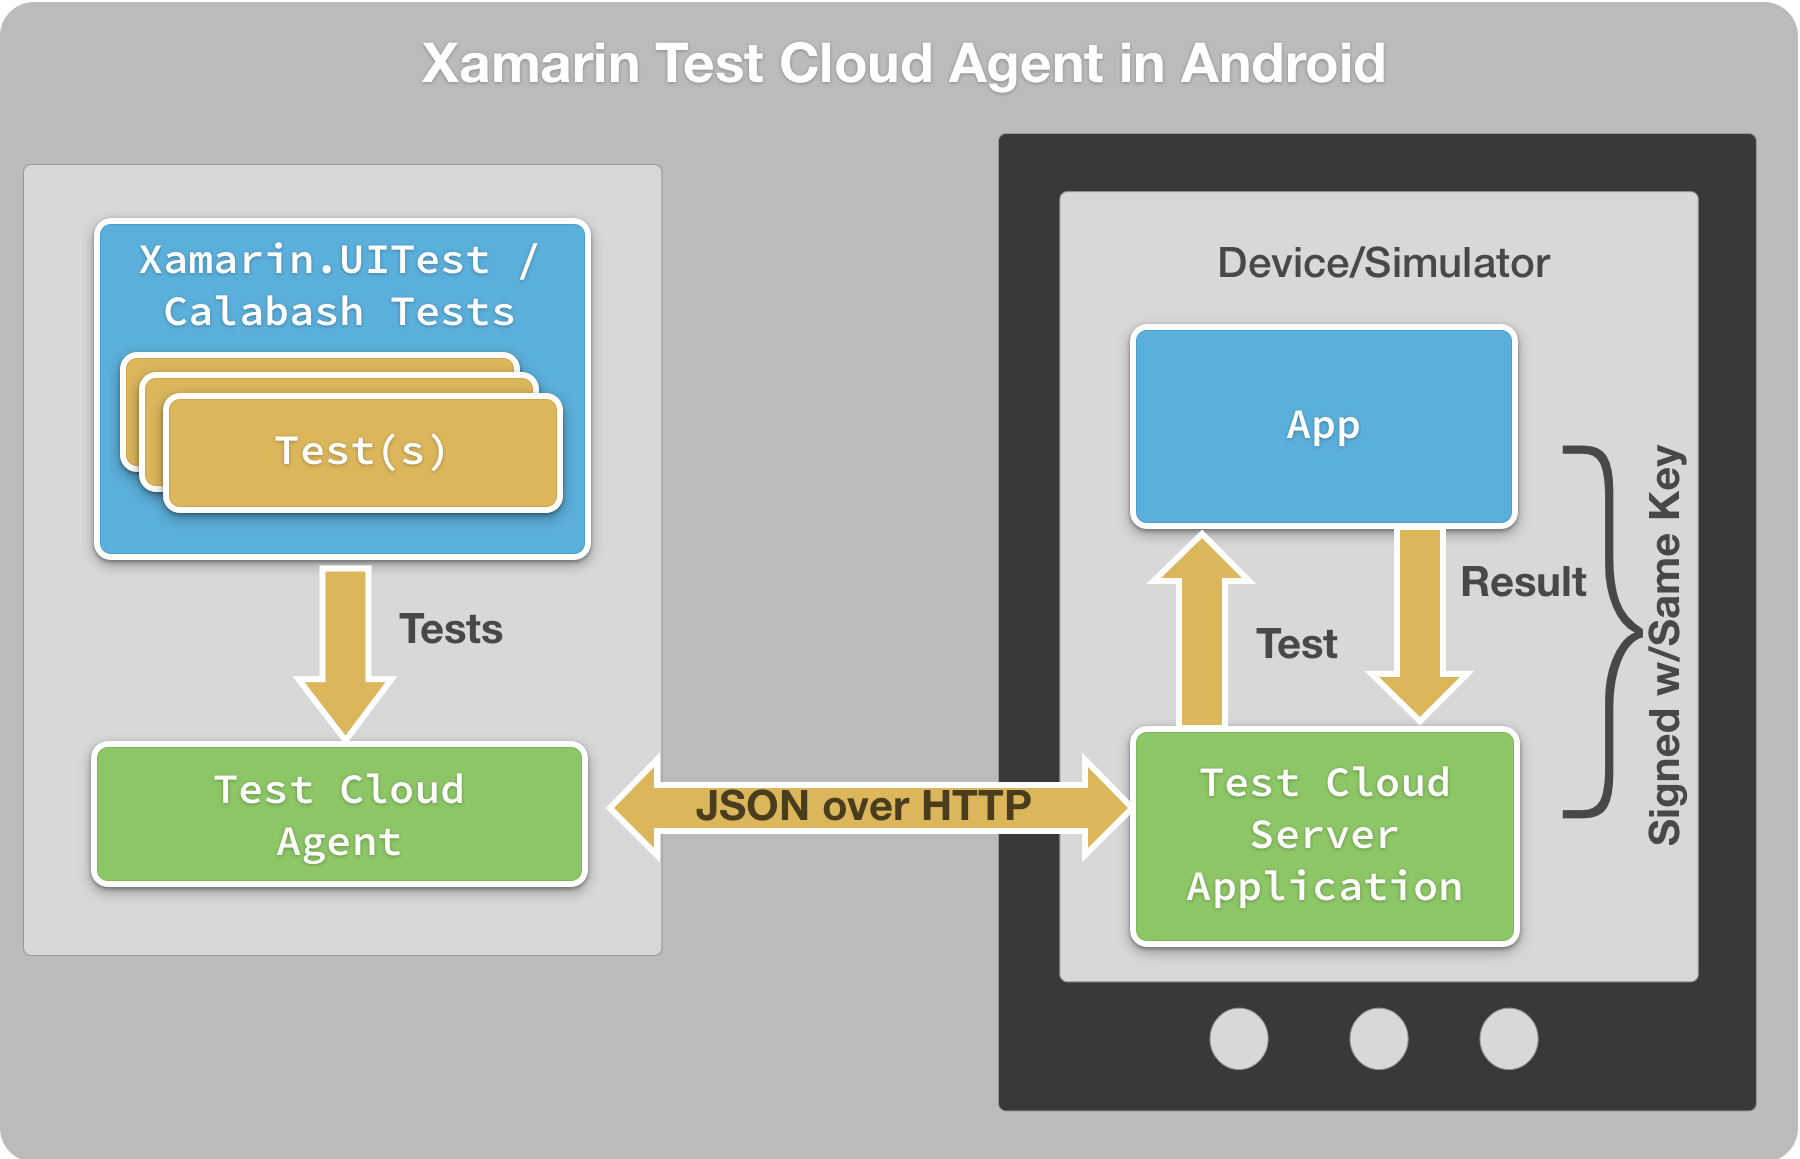 Xamarin Test Cloud Agent in Android
Xamarin.UITest /
Calabash Tests
Test(s)
Tests
Test Cloud
Agent
JSON over HTTP
Device/Simulator
App
Test
Result
Test Cloud
Server
Application
Signed w/Same Key